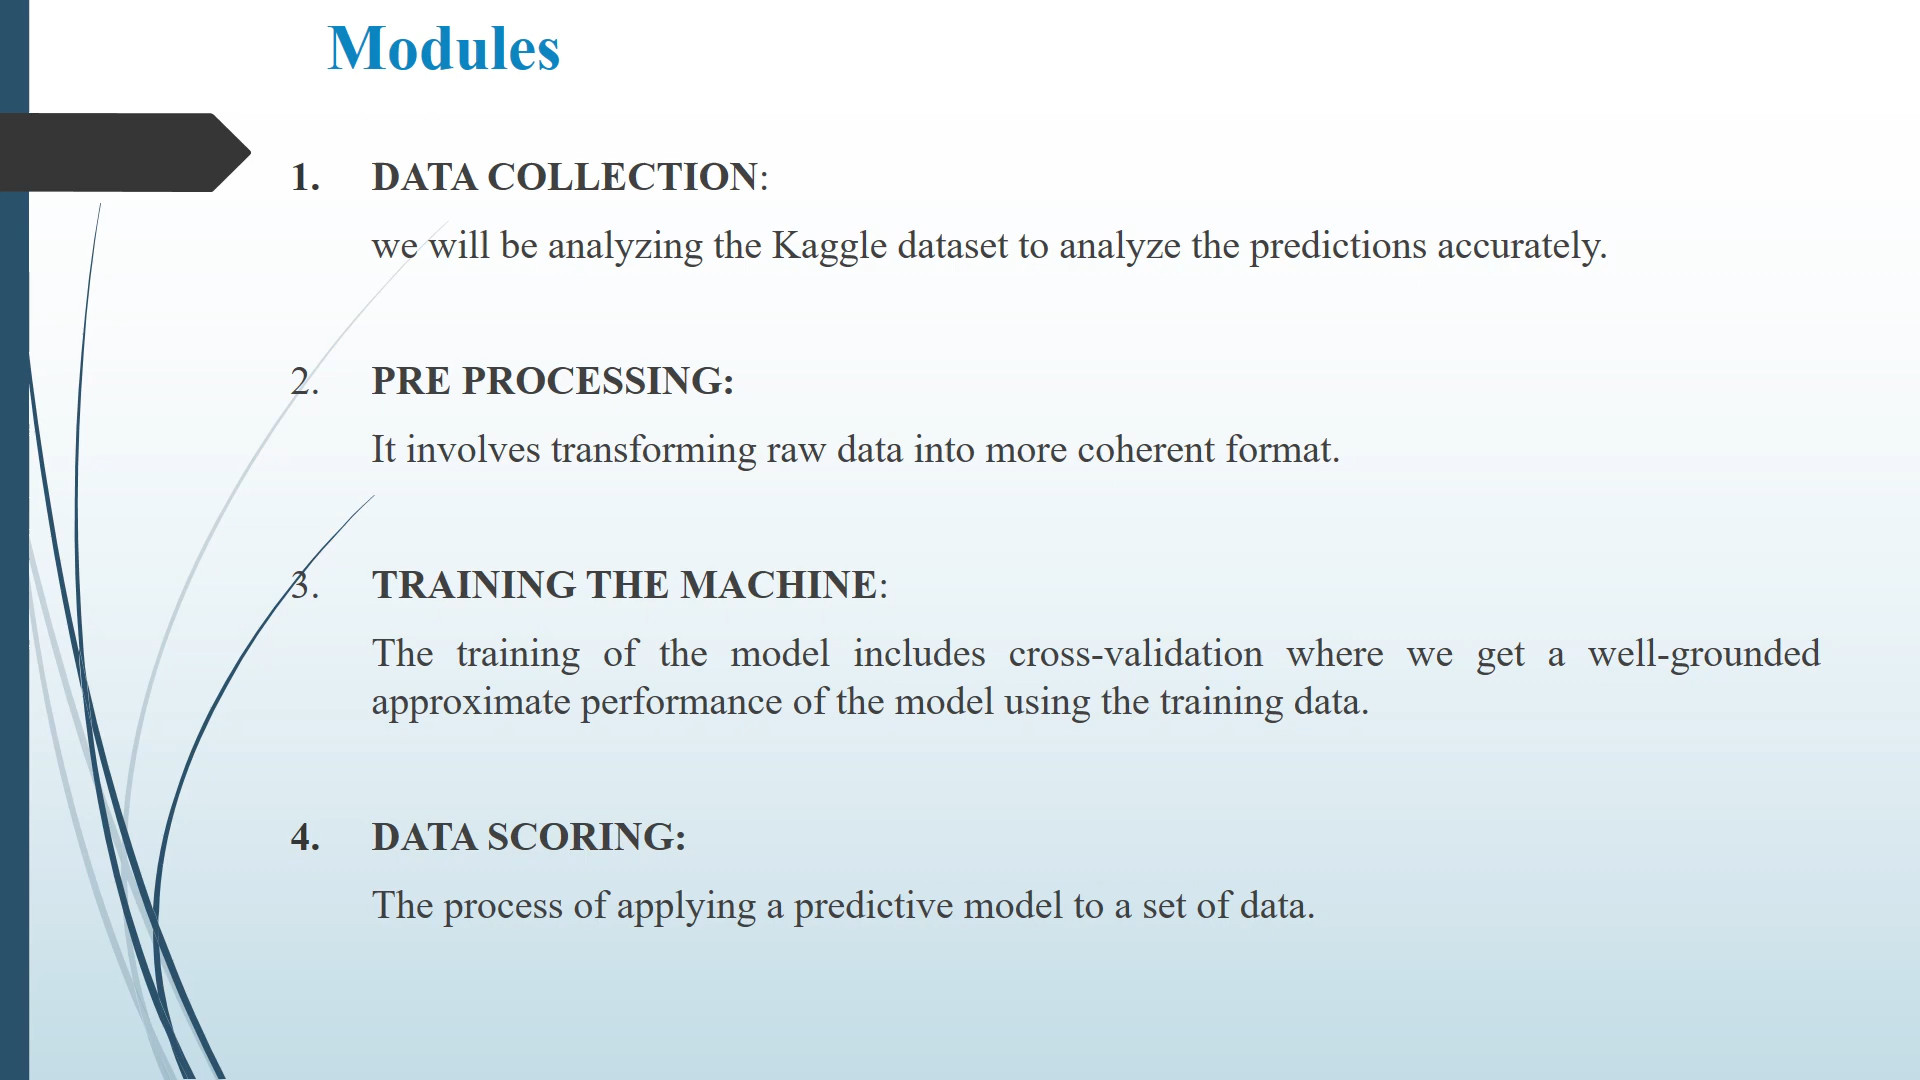 Modules
1. DATA COLLECTION:
we will be analyzing the Kaggle dataset to analyze the predictions accurately.
2. PRE PROCESSING:
It involves transforming raw data into more coherent format.
3. TRAINING THE MACHINE:
The training of the model includes cross-validation where we get a well-grounded
approximate performance of the model using the training data.
4. DATA SCORING:
The process of applying a predictive model to a set of data.